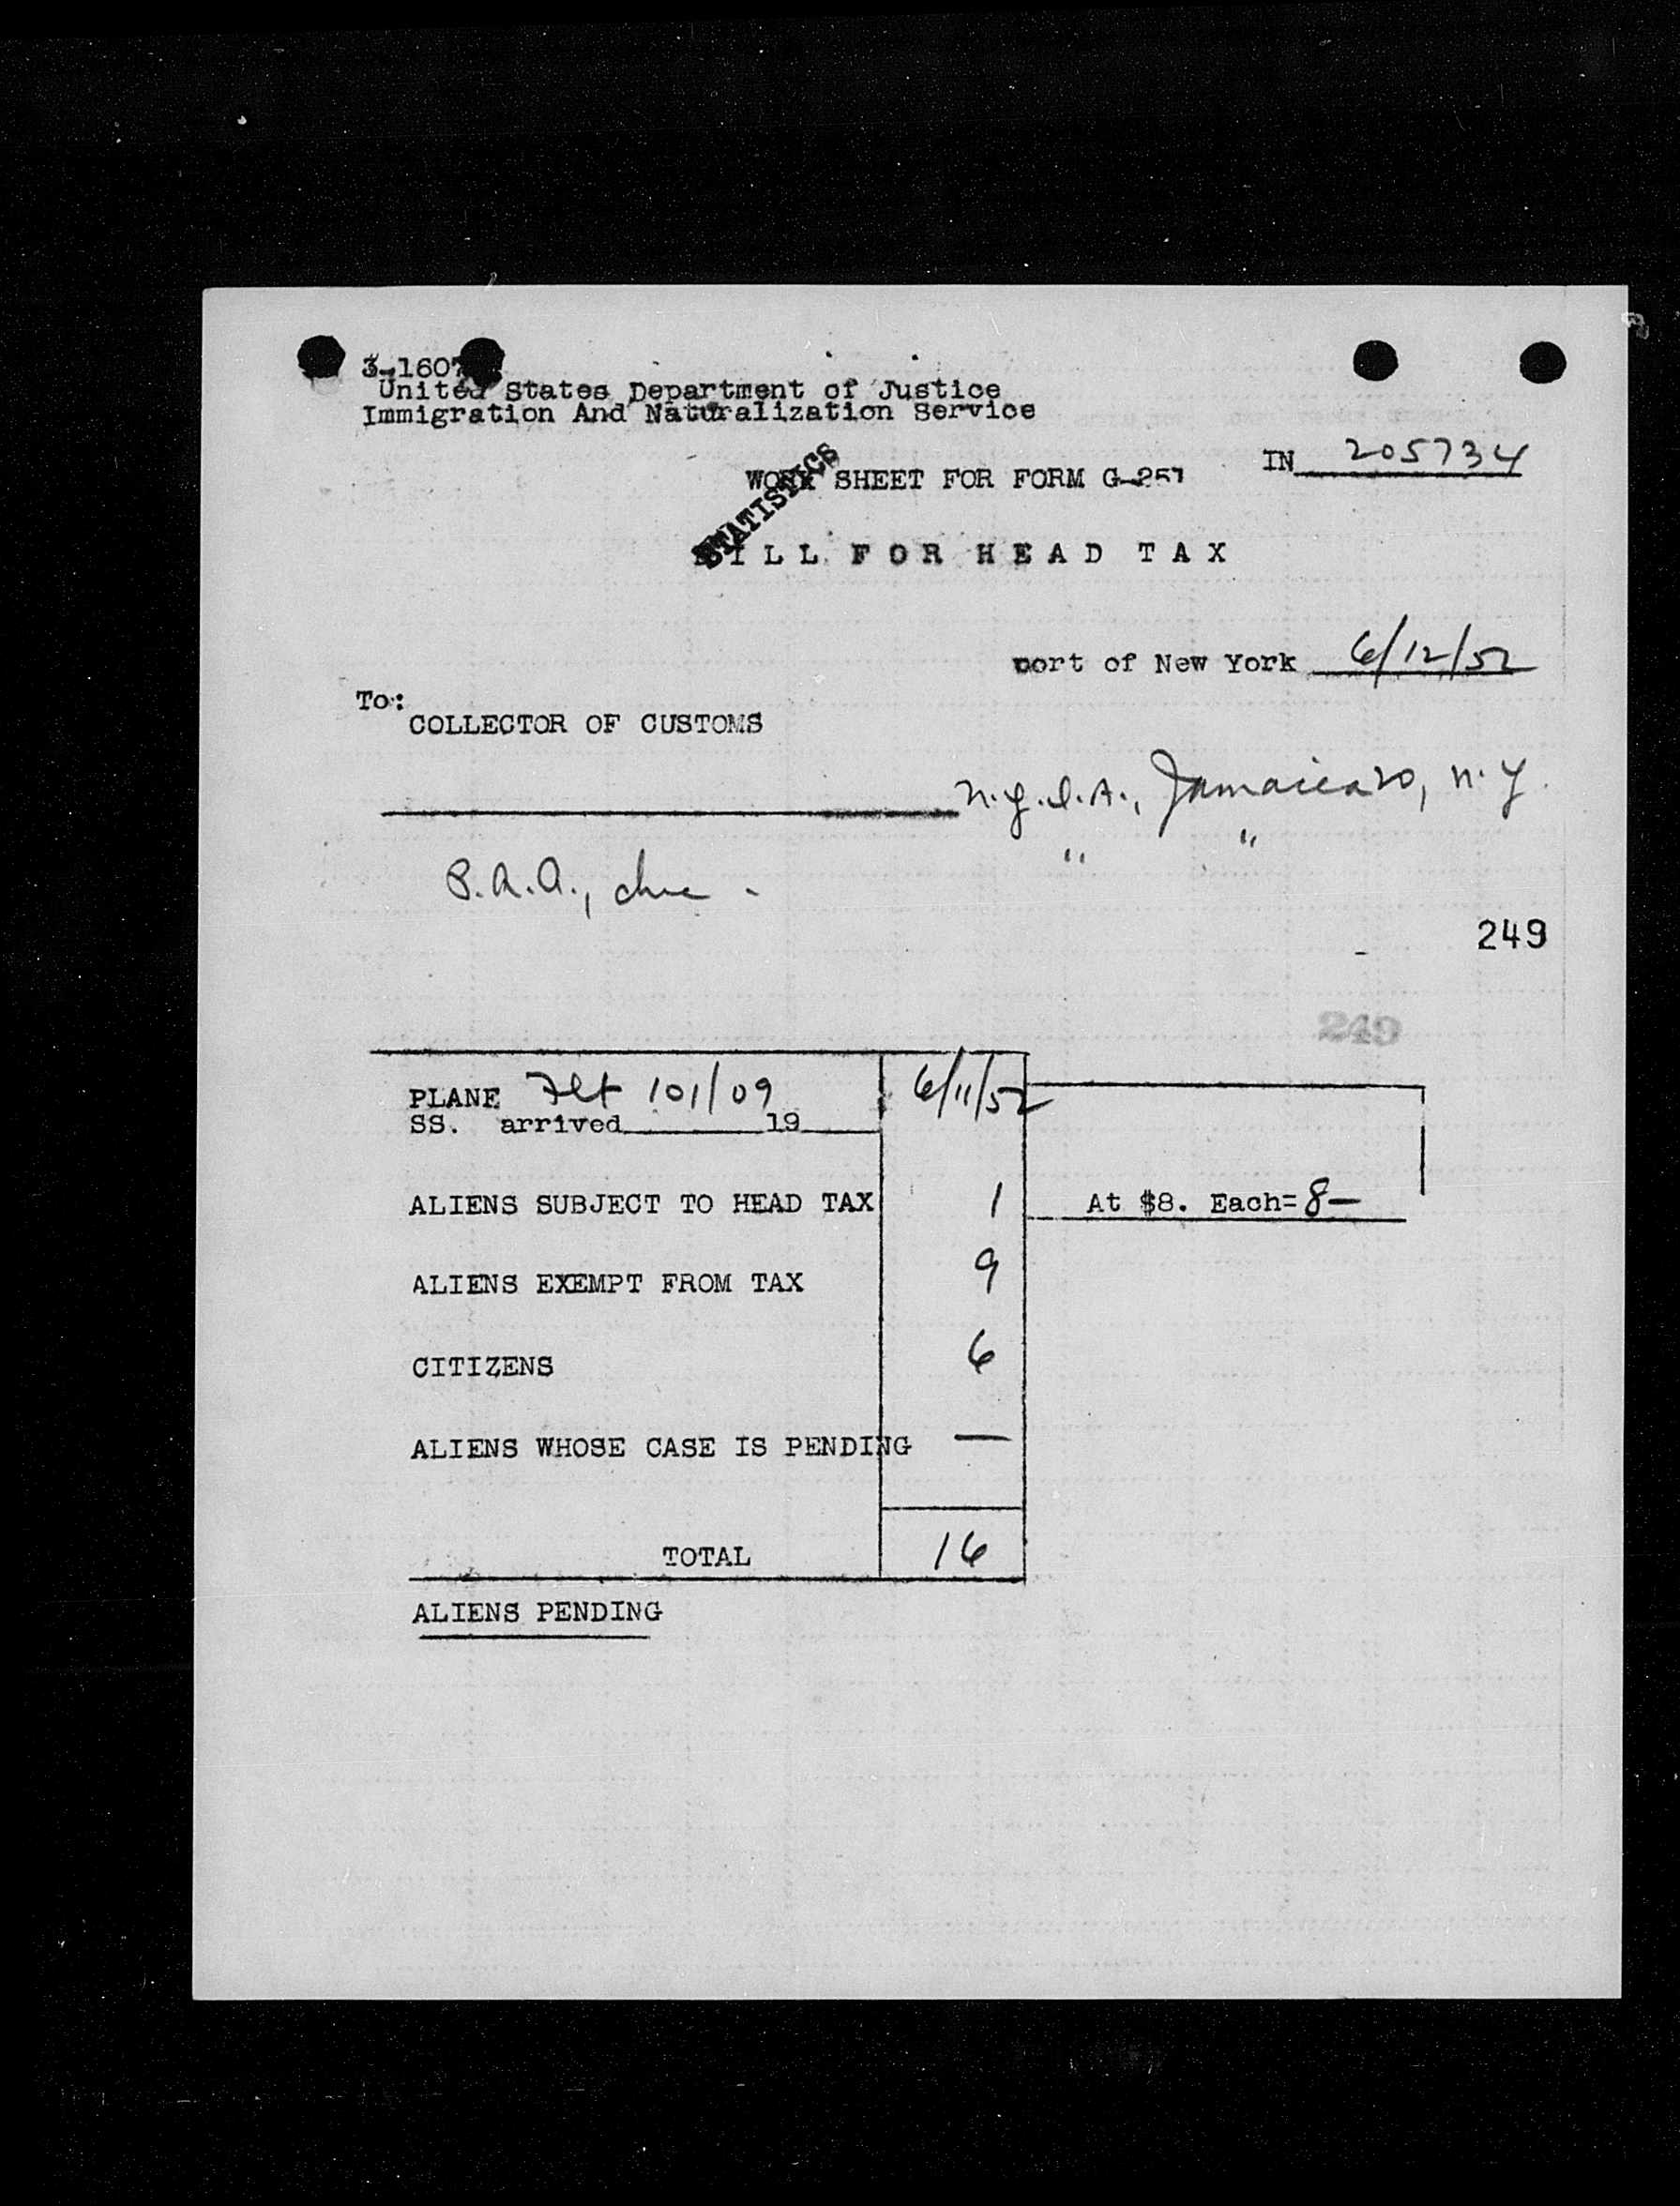 3-1607
United States Department of Justice
Immigration And Naturalization Service
STATISTICS
WORK SHEET FOR FORM G-257
IN 205734
BILL FOR HEAD TAX
port of New York 6/12/52
To:
COLLECTOR OF CUSTOMS
N.Y.I.A., Jamaica 20, N.Y.
P.A.A., " "
249
249
PLANE Flt 101/09 6/11/52
SS. arrived 19
ALIENS SUBJECT TO HEAD TAX 1 At $8. Each= 8—
ALIENS EXEMPT FROM TAX 9
CITIZENS 6
ALIENS WHOSE CASE IS PENDING —
TOTAL 16
ALIENS PENDING